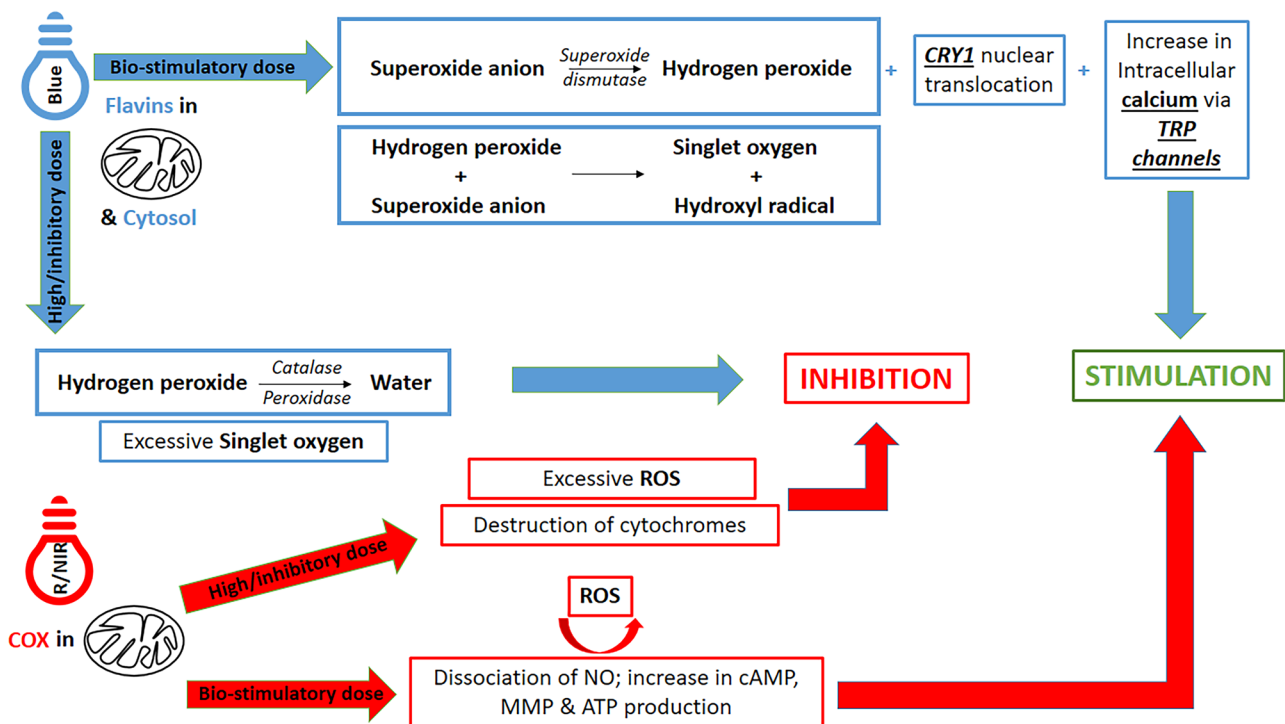 Blue
Bio-stimulatory dose
Flavins in
& Cytosol
High/inhibitory dose
Superoxide anion
Superoxide
dismutase
Hydrogen peroxide
+
CRY1 nuclear
translocation
+
Increase in
Intracellular
calcium via
TRP
channels
Hydrogen peroxide
+
Superoxide anion
Singlet oxygen
+
Hydroxyl radical
Hydrogen peroxide
Catalase
Peroxidase
Water
Excessive Singlet oxygen
INHIBITION
STIMULATION
Excessive ROS
Destruction of cytochromes
R/NIR
COX in
High/inhibitory dose
ROS
Bio-stimulatory dose
Dissociation of NO; increase in cAMP,
MMP & ATP production